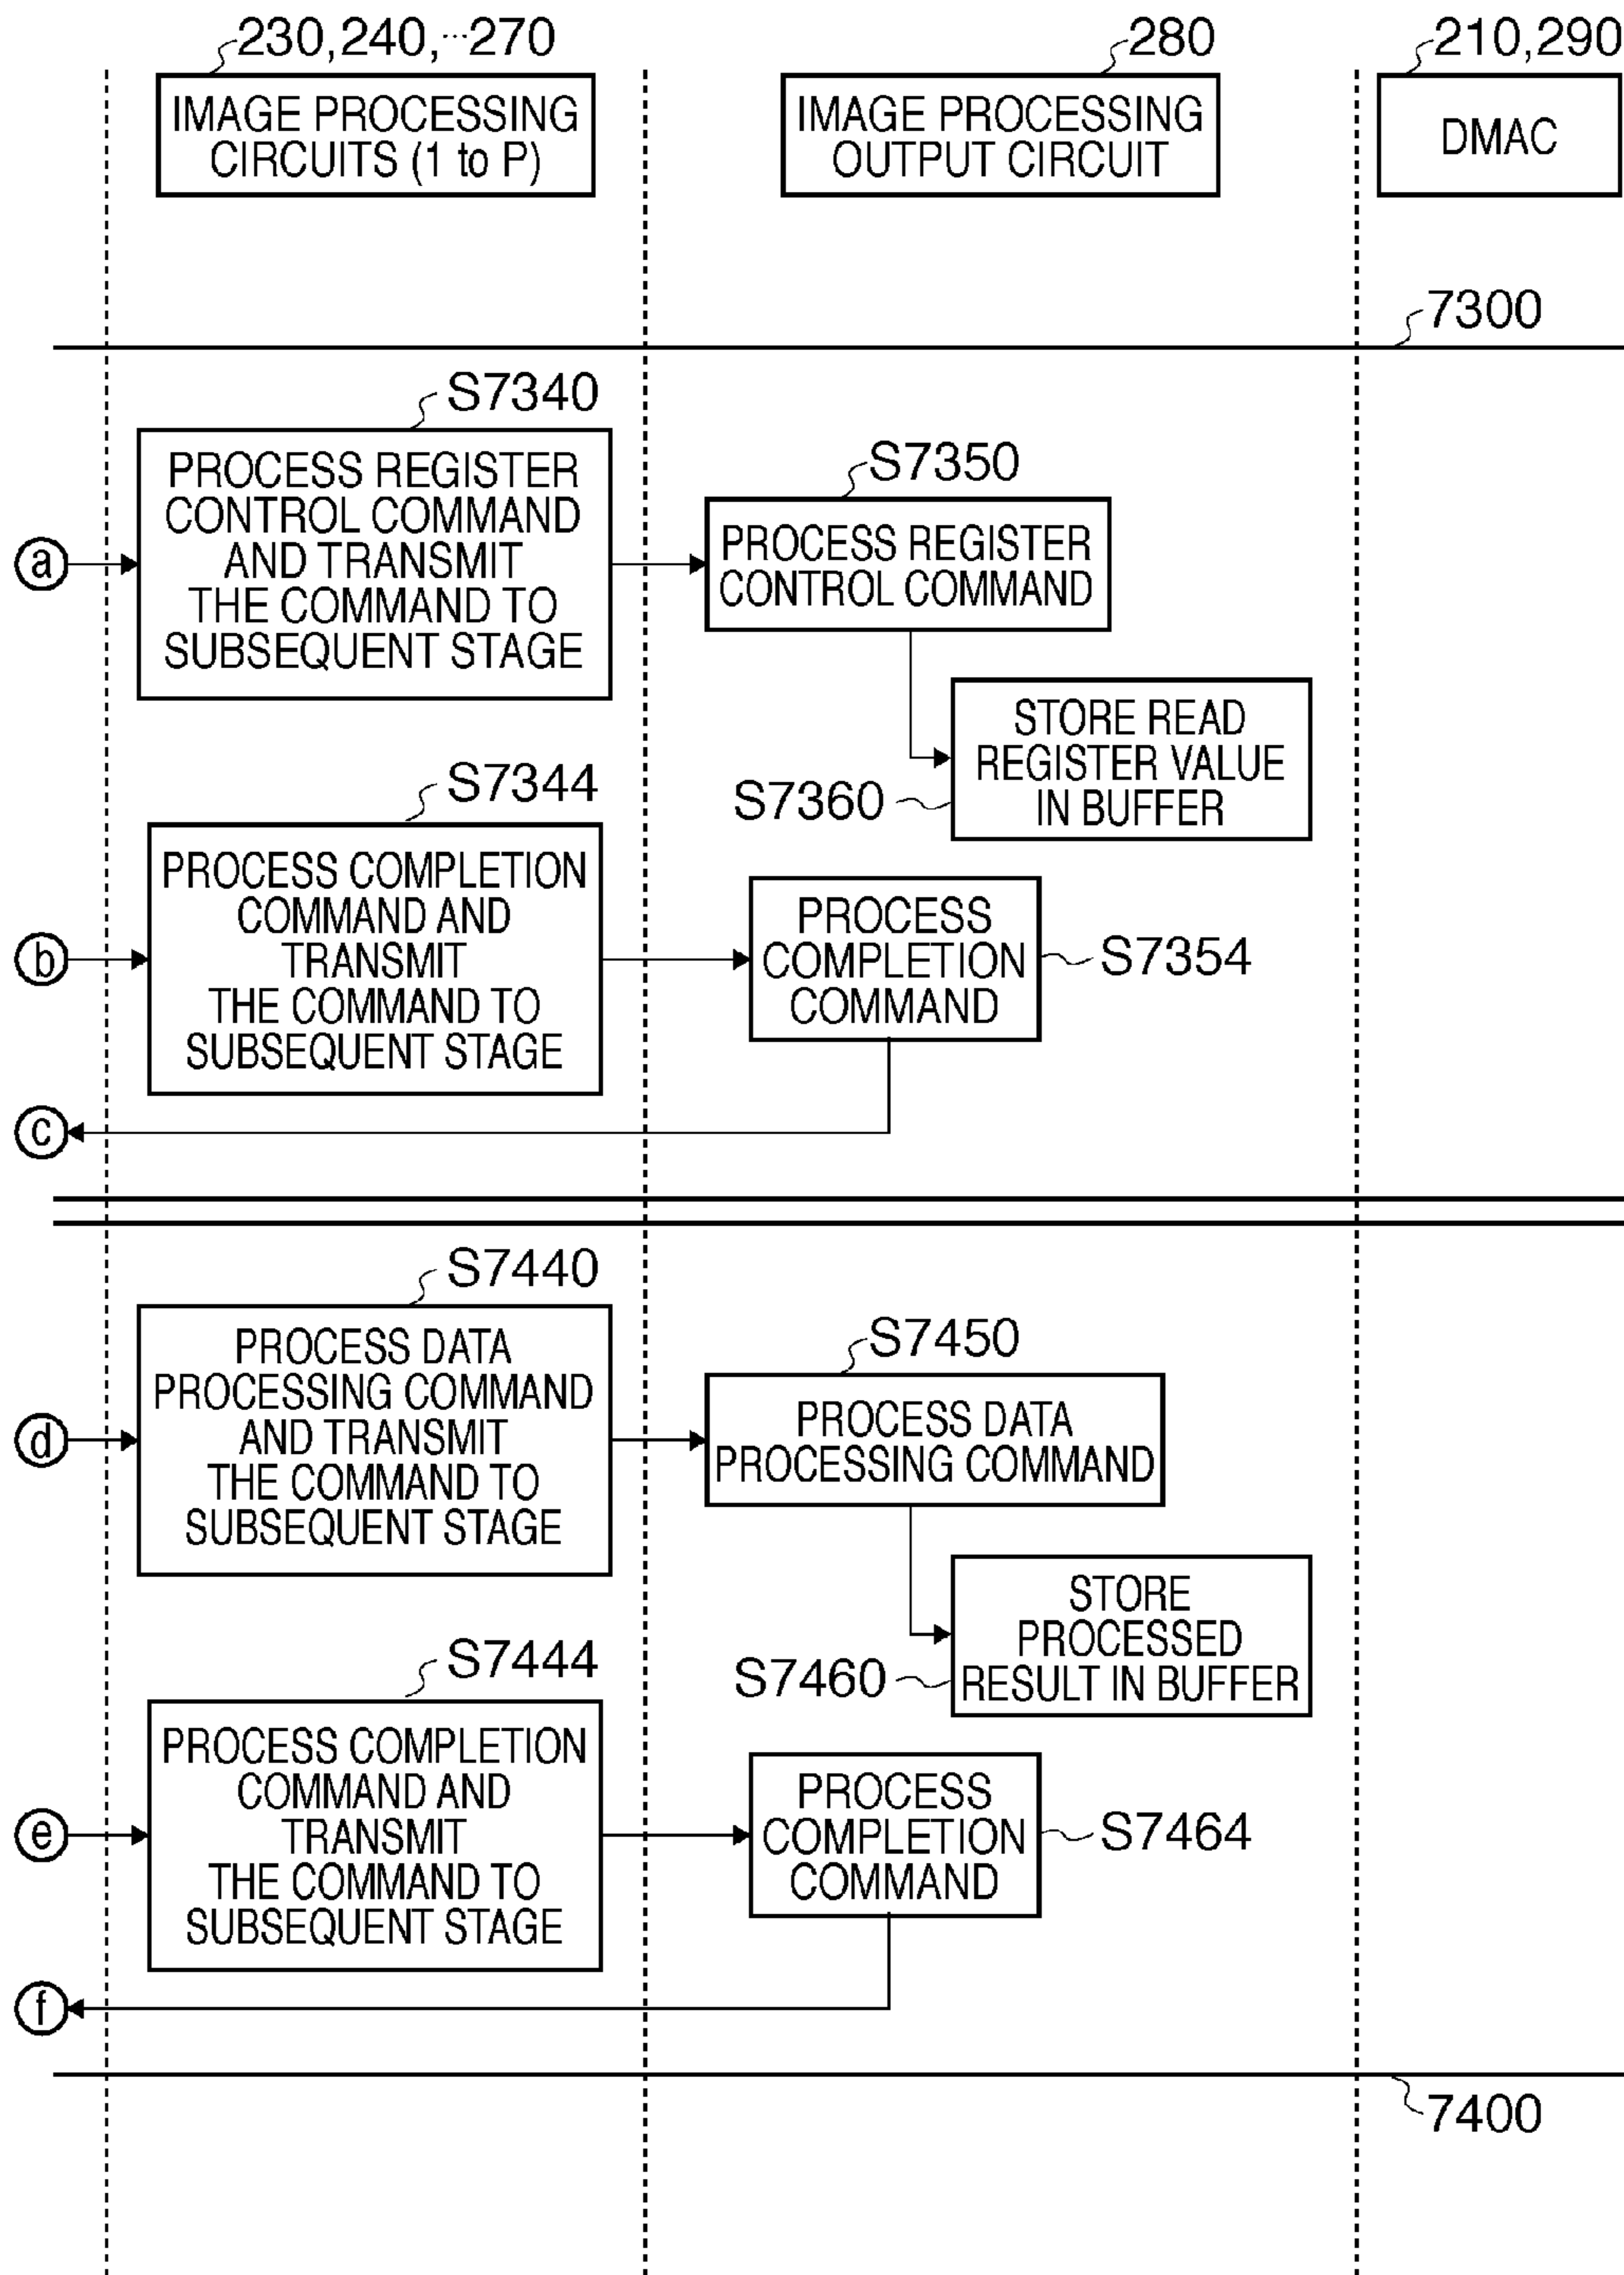 230,240,···270
IMAGE PROCESSING
CIRCUITS (1 to P)
280
IMAGE PROCESSING
OUTPUT CIRCUIT
210,290
DMAC
7300
S7340
PROCESS REGISTER
CONTROL COMMAND
AND TRANSMIT
THE COMMAND TO
SUBSEQUENT STAGE
a
S7350
PROCESS REGISTER
CONTROL COMMAND
STORE READ
REGISTER VALUE
IN BUFFER
S7360
S7344
PROCESS COMPLETION
COMMAND AND
TRANSMIT
THE COMMAND TO
SUBSEQUENT STAGE
b
PROCESS
COMPLETION
COMMAND
S7354
c
S7440
PROCESS DATA
PROCESSING COMMAND
AND TRANSMIT
THE COMMAND TO
SUBSEQUENT STAGE
d
S7450
PROCESS DATA
PROCESSING COMMAND
STORE
PROCESSED
RESULT IN BUFFER
S7460
S7444
PROCESS COMPLETION
COMMAND AND
TRANSMIT
THE COMMAND TO
SUBSEQUENT STAGE
e
PROCESS
COMPLETION
COMMAND
S7464
f
7400